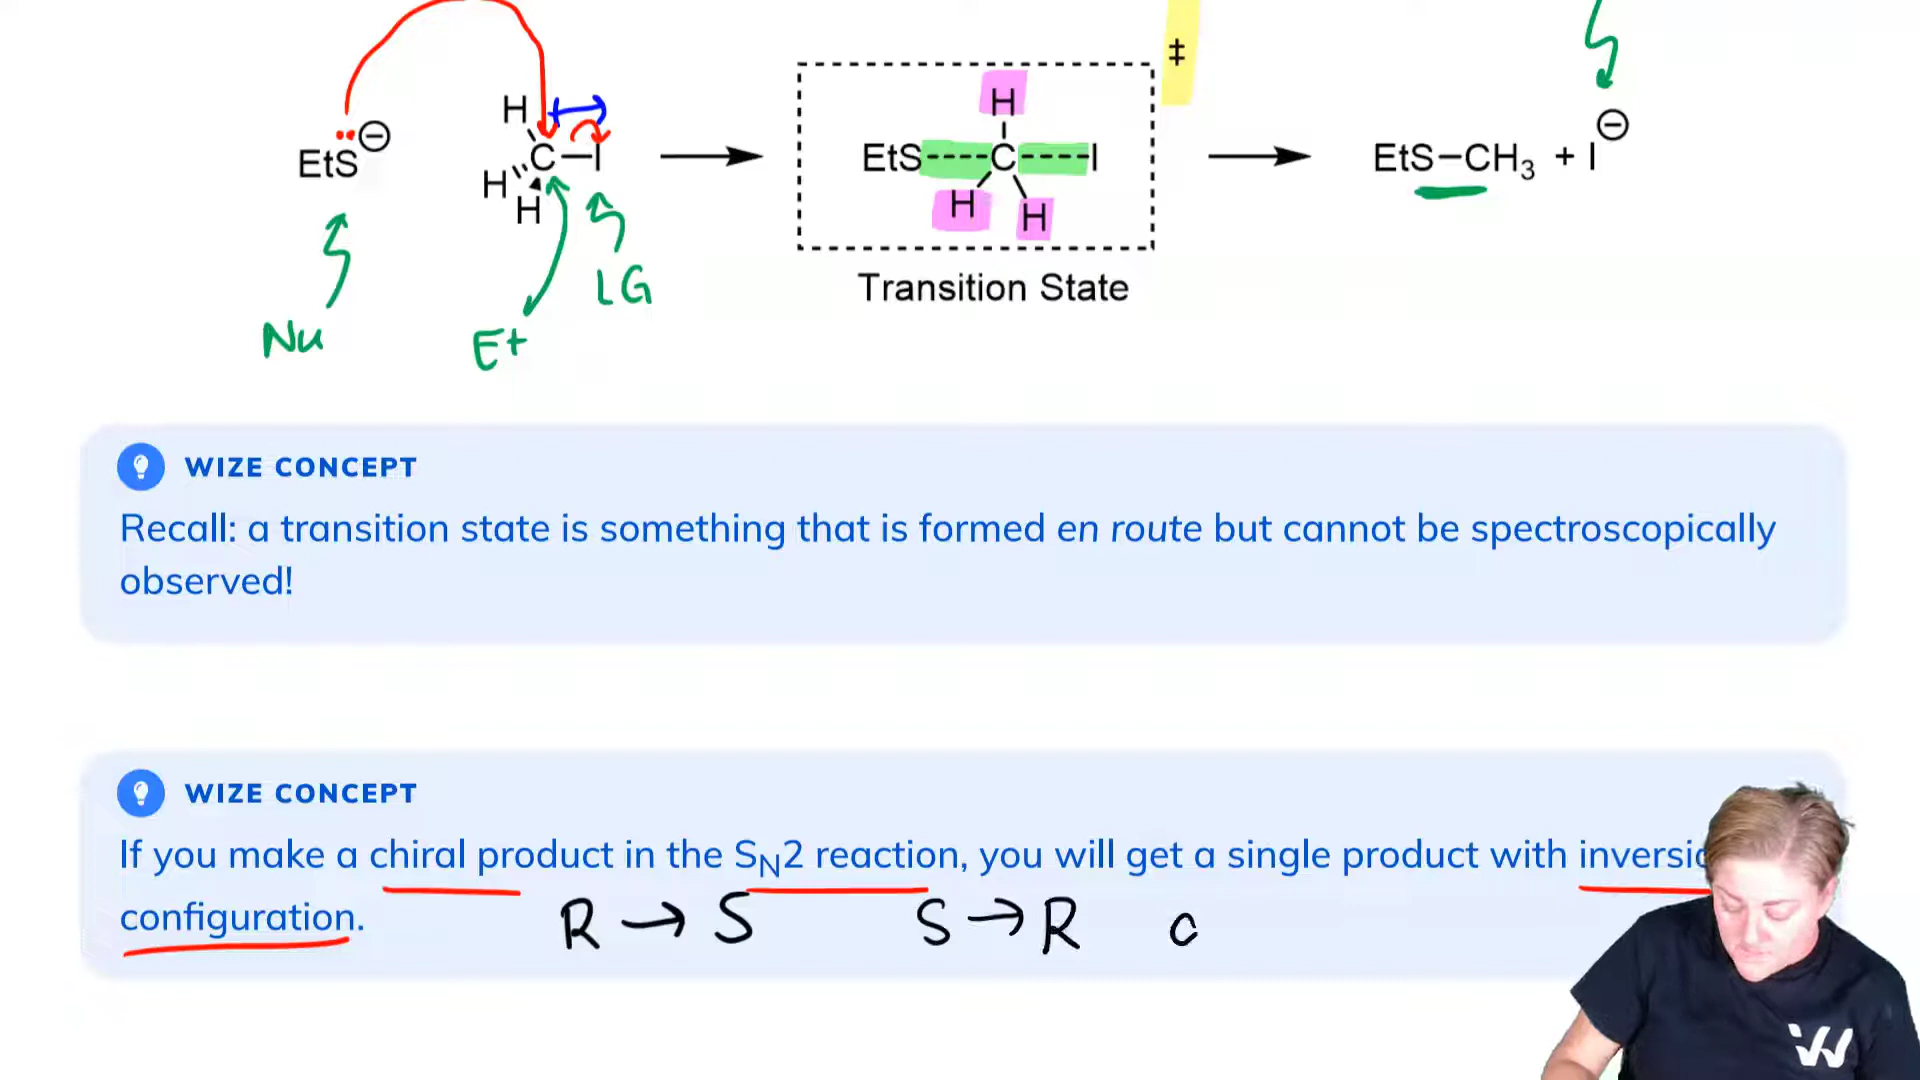 ‡
H H
EtS ⊖ C–I EtS----C----I EtS–CH₃ + I ⊖
H H H H
Transition State
LG
Nu E+
WIZE CONCEPT
Recall: a transition state is something that is formed en route but cannot be spectroscopically
observed!
WIZE CONCEPT
If you make a chiral product in the SN2 reaction, you will get a single product with
configuration. R → S S → R
W